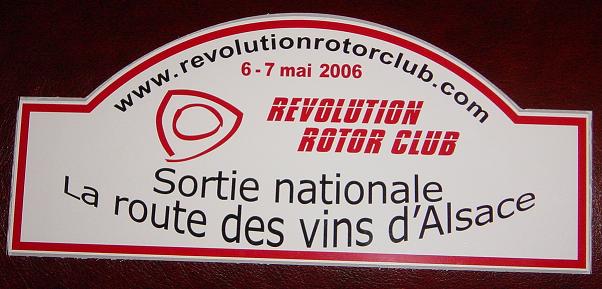 www.revolutionrotorclub.com
6-7 mai 2006
REVOLUTION
ROTOR CLUB
Sortie nationale
La route des vins d'Alsace